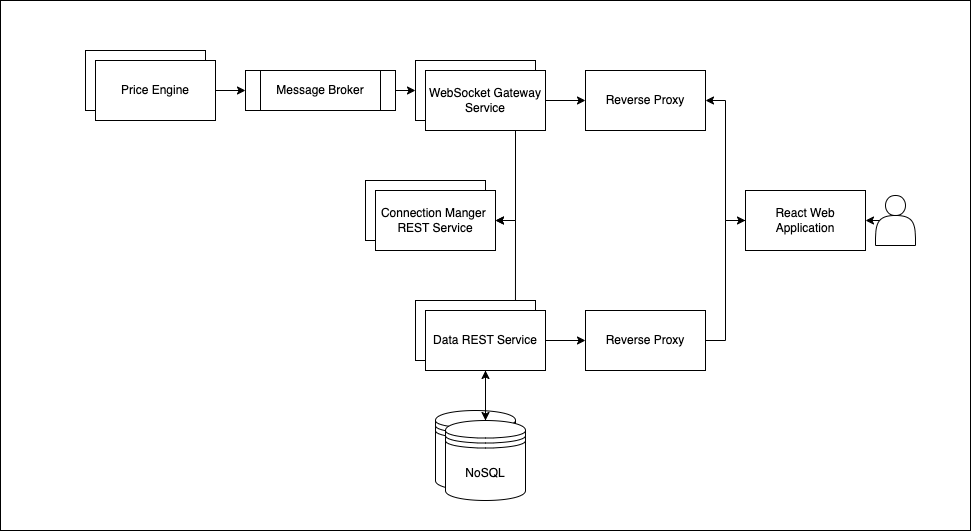 Price Engine
Message Broker
WebSocket Gateway
Service
Reverse Proxy
Connection Manger
REST Service
React Web
Application
Data REST Service
Reverse Proxy
NoSQL